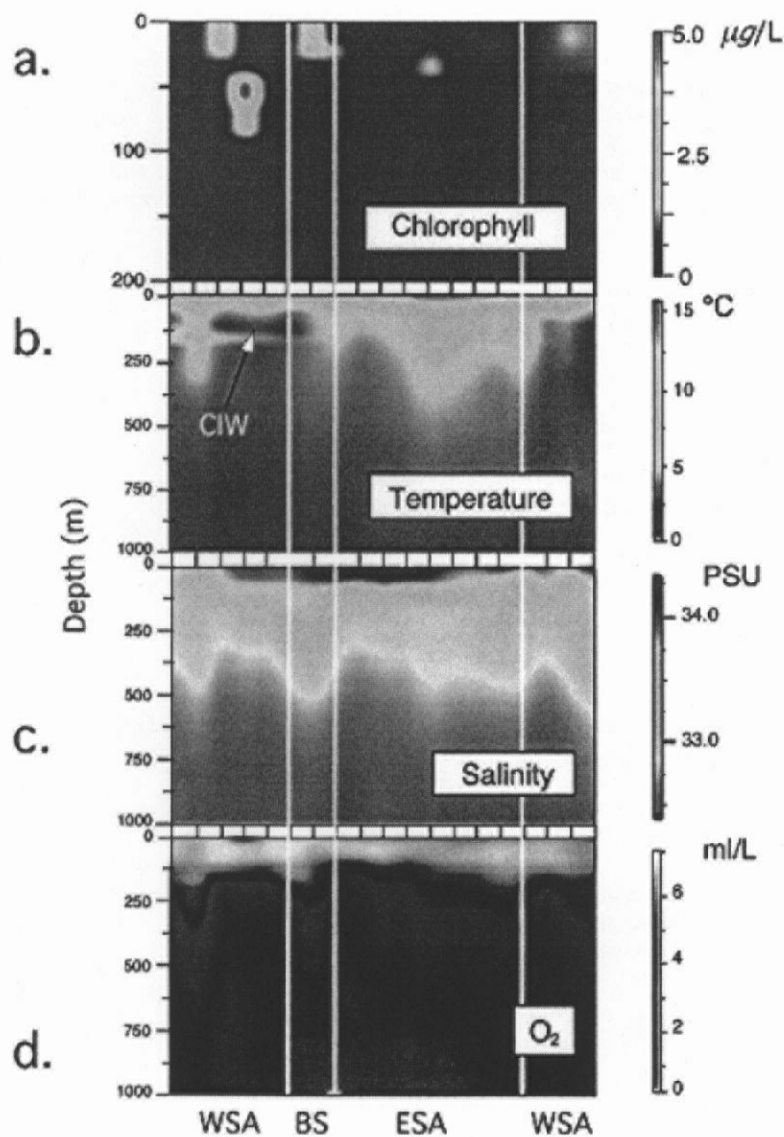 a.
0
100
200
Chlorophyll
5.0 µg/L
2.5
0
b.
0
250
500
750
1000
CIW
Temperature
15 °C
10
5
0
Depth (m)
c.
0
250
500
750
1000
Salinity
PSU
34.0
33.0
d.
0
250
500
750
1000
O₂
ml/L
6
4
2
0
WSA BS ESA WSA